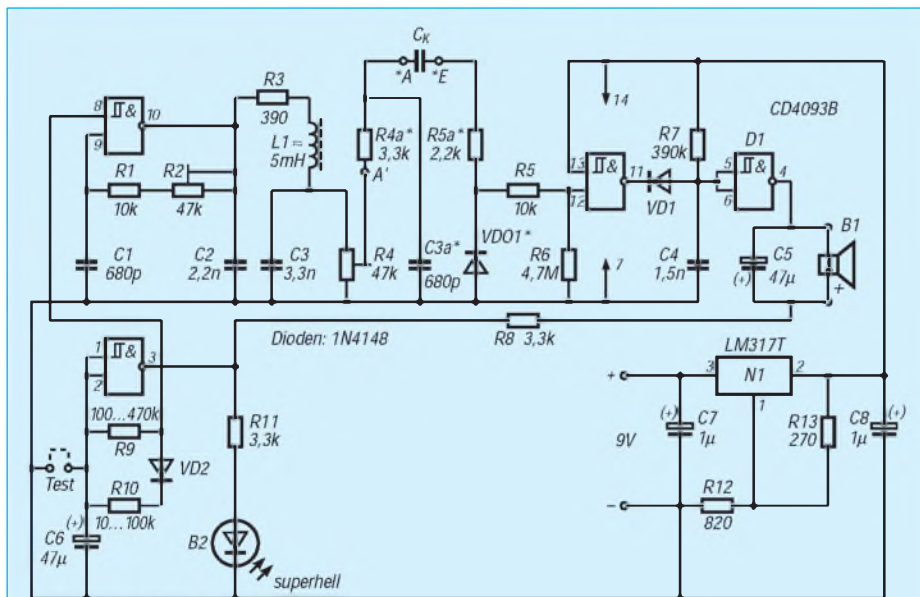 CK
*A
*E
R3
390
8
10
9
L1 ≈
5mH
R4a*
3,3k
A'
R5a*
2,2k
14
CD4093B
R7
390k
D1
R1
10k
R2
47k
R5
10k
13
12
11
VD1
5
6
4
B1
C1
680p
C2
2,2n
C3
3,3n
R4
47k
C3a*
680p
VDO1*
R6
4,7M
7
C4
1,5n
C5
47µ
(+)
+
Dioden: 1N4148
R8 3,3k
1
2
3
&
LM317T
+
3
N1
2
1
100...470k
R9
Test
VD2
R10
10...100k
(+)
C6
47µ
R11
3,3k
B2
superhell
9V
(+)
C7
1µ
R13
270
C8
1µ
(+)
–
R12
820